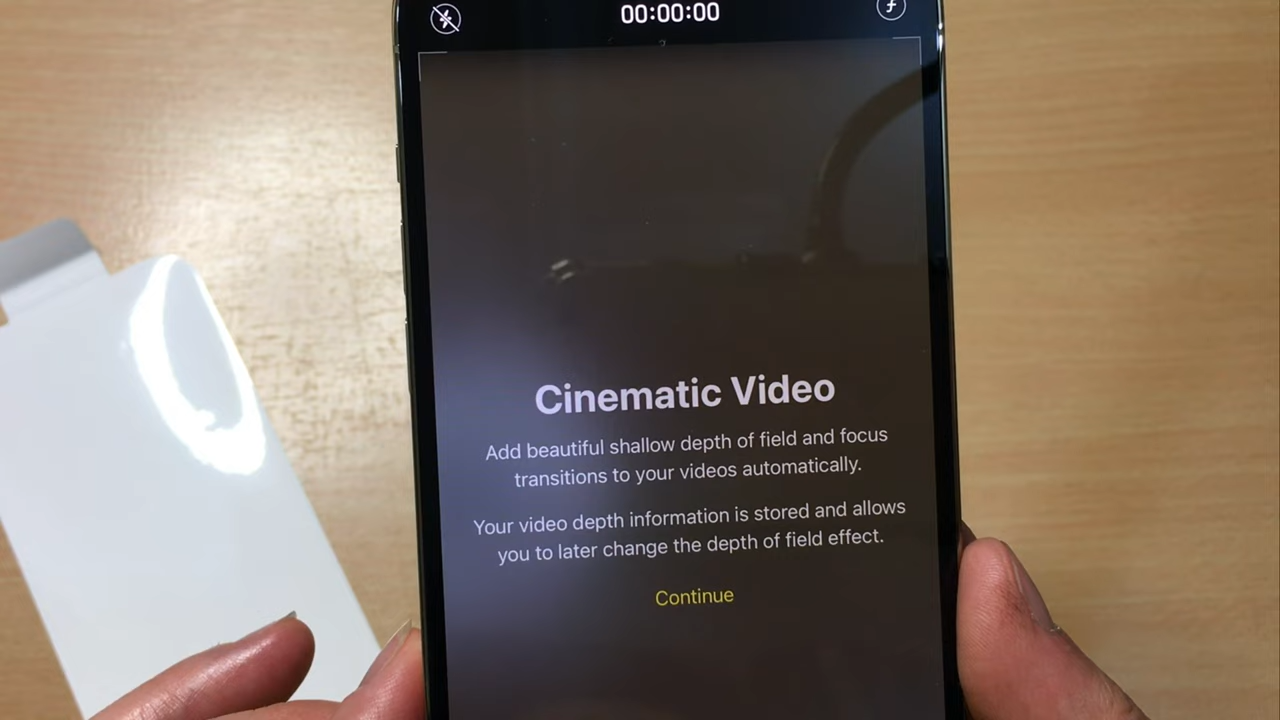 00:00:00
Cinematic Video
Add beautiful shallow depth of field and focus
transitions to your videos automatically.
Your video depth information is stored and allows
you to later change the depth of field effect.
Continue